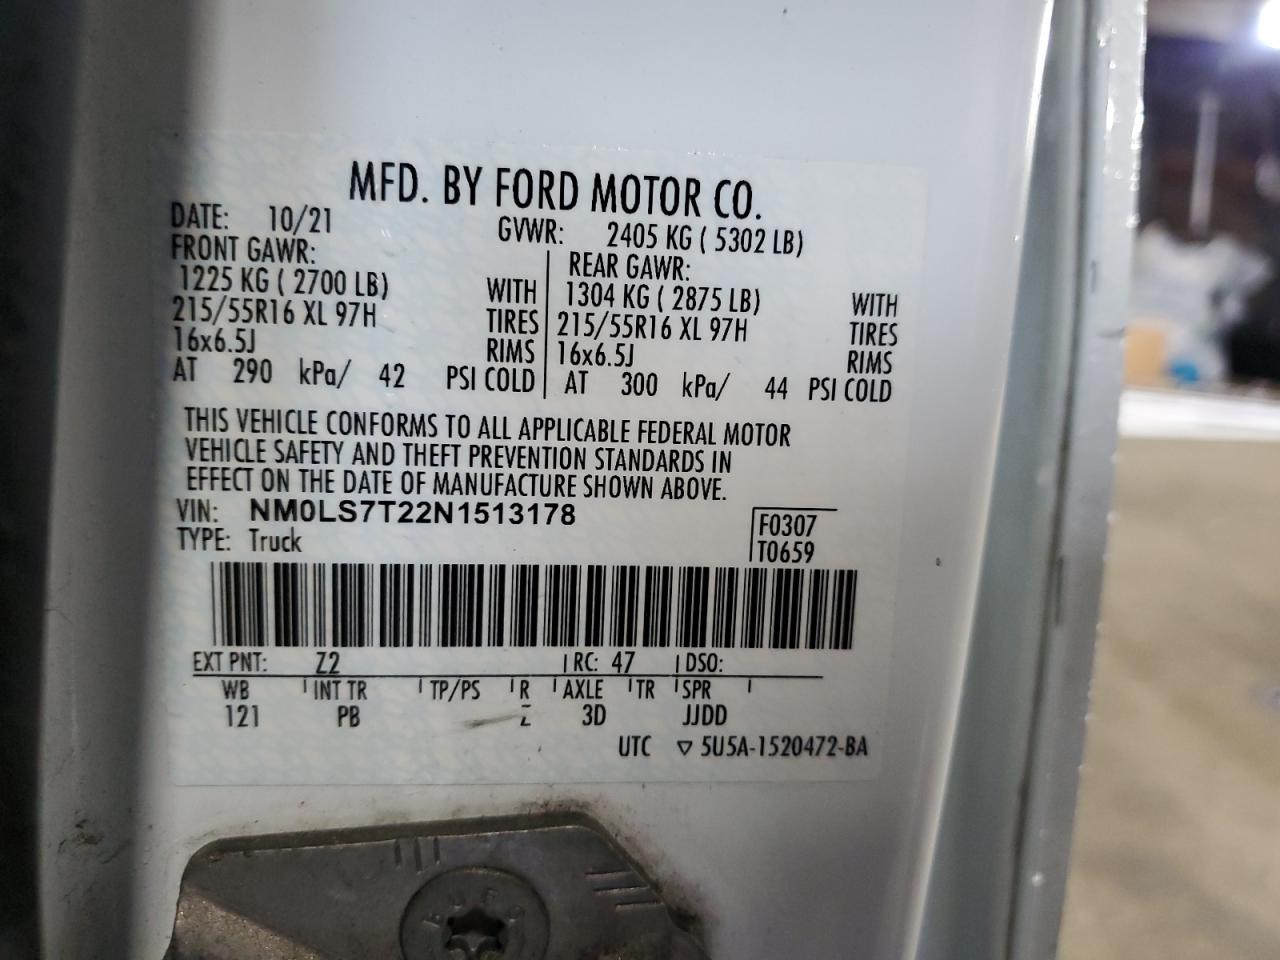 MFD. BY FORD MOTOR CO.
DATE: 10/21 GVWR: 2405 KG ( 5302 LB)
FRONT GAWR:
1225 KG ( 2700 LB) WITH
215/55R16 XL 97H TIRES
16x6.5J RIMS
AT 290 kPa/ 42 PSI COLD
REAR GAWR:
1304 KG ( 2875 LB) WITH
215/55R16 XL 97H TIRES
16x6.5J RIMS
AT 300 kPa/ 44 PSI COLD
THIS VEHICLE CONFORMS TO ALL APPLICABLE FEDERAL MOTOR
VEHICLE SAFETY AND THEFT PREVENTION STANDARDS IN
EFFECT ON THE DATE OF MANUFACTURE SHOWN ABOVE.
VIN: NM0LS7T22N1513178
TYPE: Truck
F0307
T0659
EXT PNT: Z2 RC: 47 DSO:
WB INT TR TP/PS R AXLE TR SPR
121 PB 3D JJDD
UTC ▽ 5U5A-1520472-BA